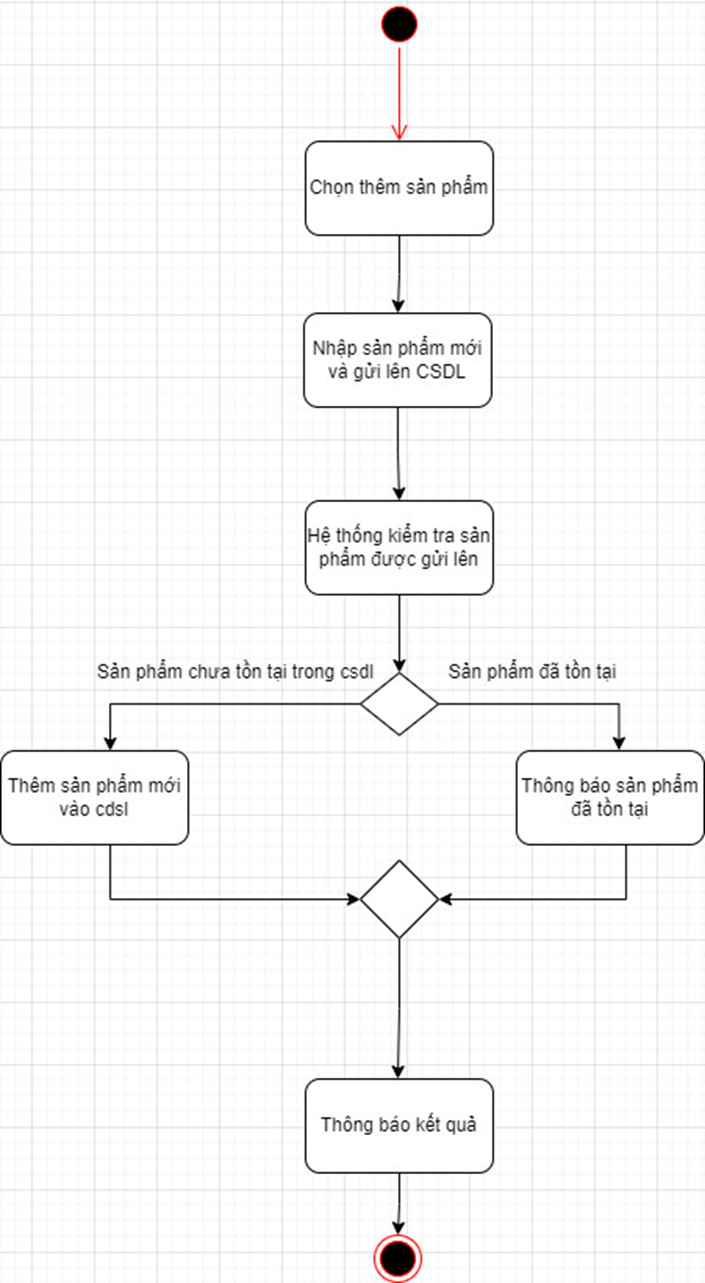 Chọn thêm sản phẩm
Nhập sản phẩm mới
và gửi lên CSDL
Hệ thống kiểm tra sản
phẩm được gửi lên
Sản phẩm chưa tồn tại trong csdl
Sản phẩm đã tồn tại
Thêm sản phẩm mới
vào cdsl
Thông báo sản phẩm
đã tồn tại
Thông báo kết quả